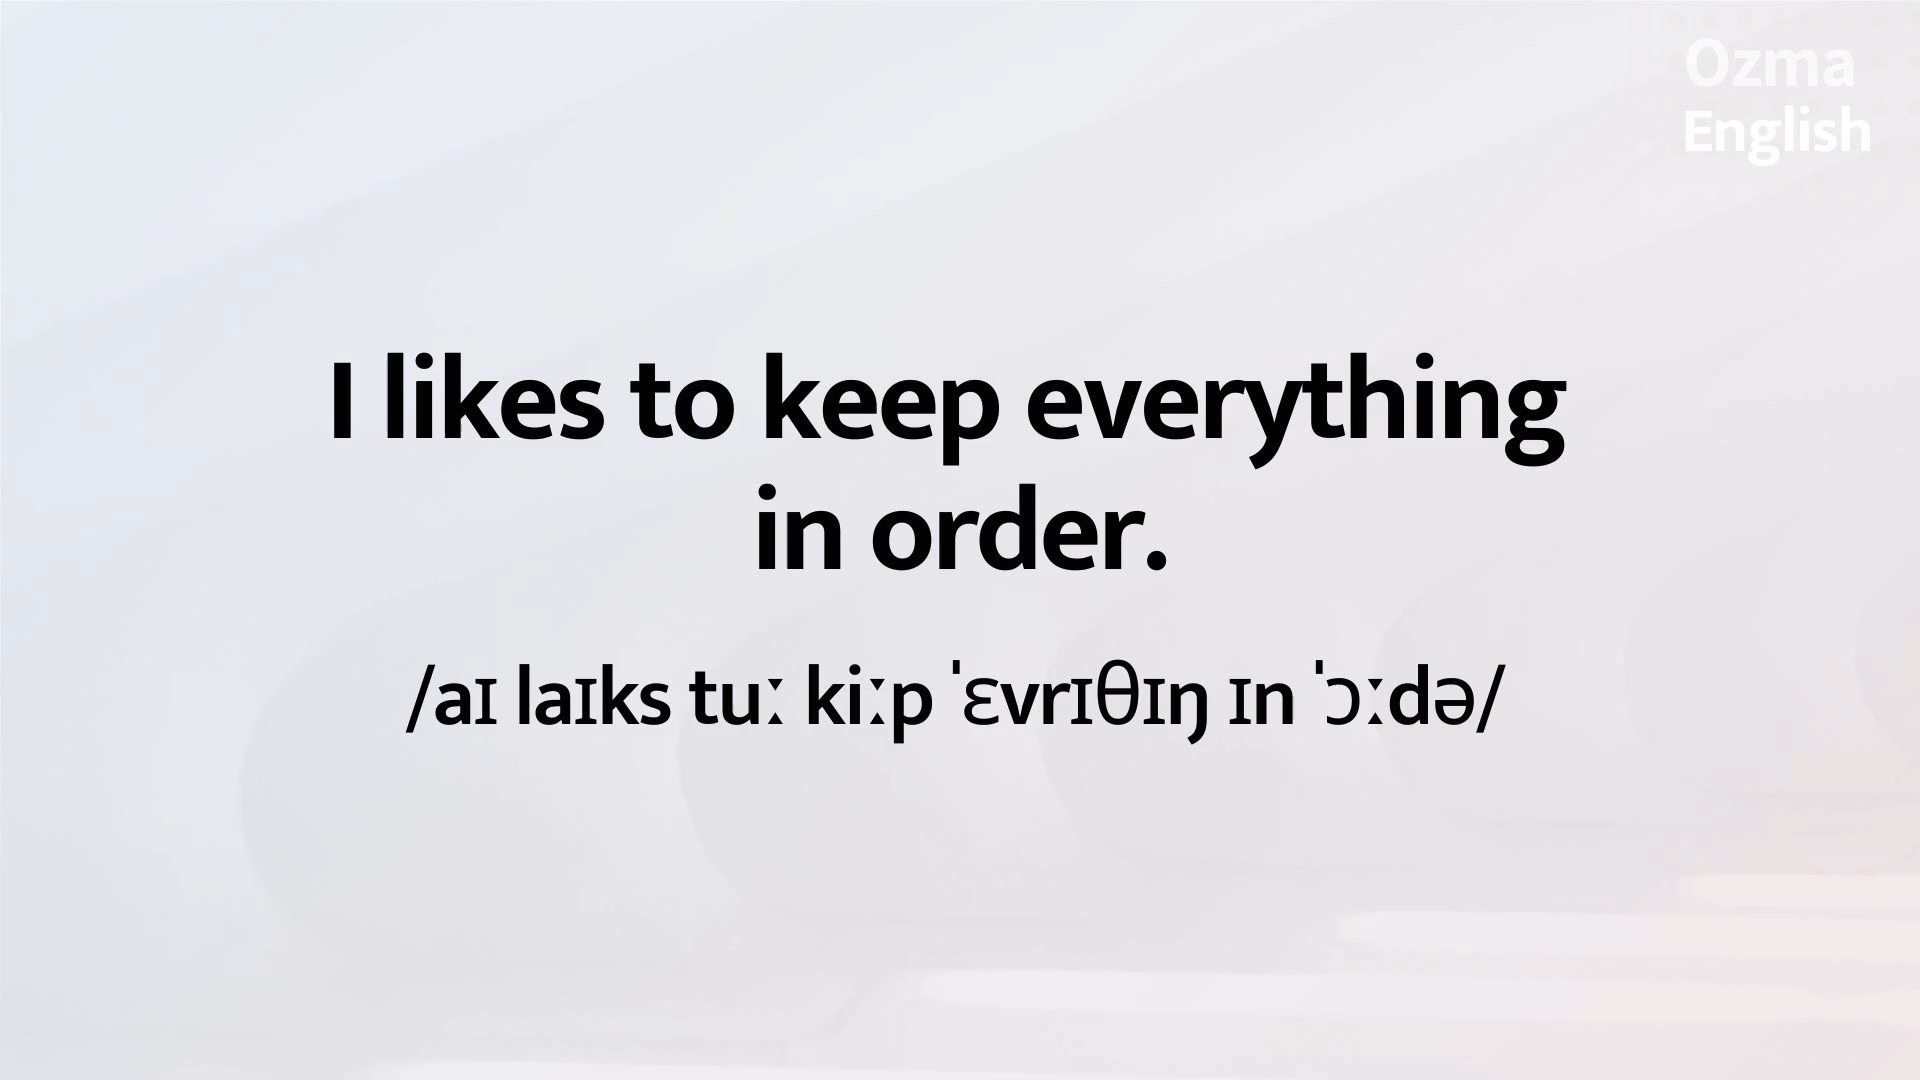 Ozma
English
I likes to keep everything
in order.
/aɪ laɪks tuː kiːp ˈɛvrɪθɪŋ ɪn ˈɔːdə/